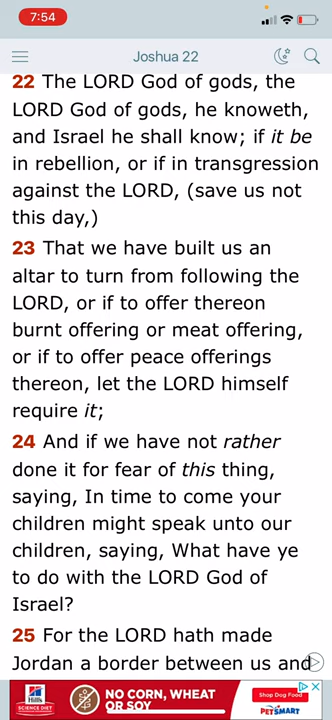 7:54
Joshua 22
22 The LORD God of gods, the
LORD God of gods, he knoweth,
and Israel he shall know; if it be
in rebellion, or if in transgression
against the LORD, (save us not
this day,)
23 That we have built us an
altar to turn from following the
LORD, or if to offer thereon
burnt offering or meat offering,
or if to offer peace offerings
thereon, let the LORD himself
require it;
24 And if we have not rather
done it for fear of this thing,
saying, In time to come your
children might speak unto our
children, saying, What have ye
to do with the LORD God of
Israel?
25 For the LORD hath made
Jordan a border between us and
Hill's
SCIENCE DIET
NO CORN, WHEAT
OR SOY
Shop Dog Food
PETSMART